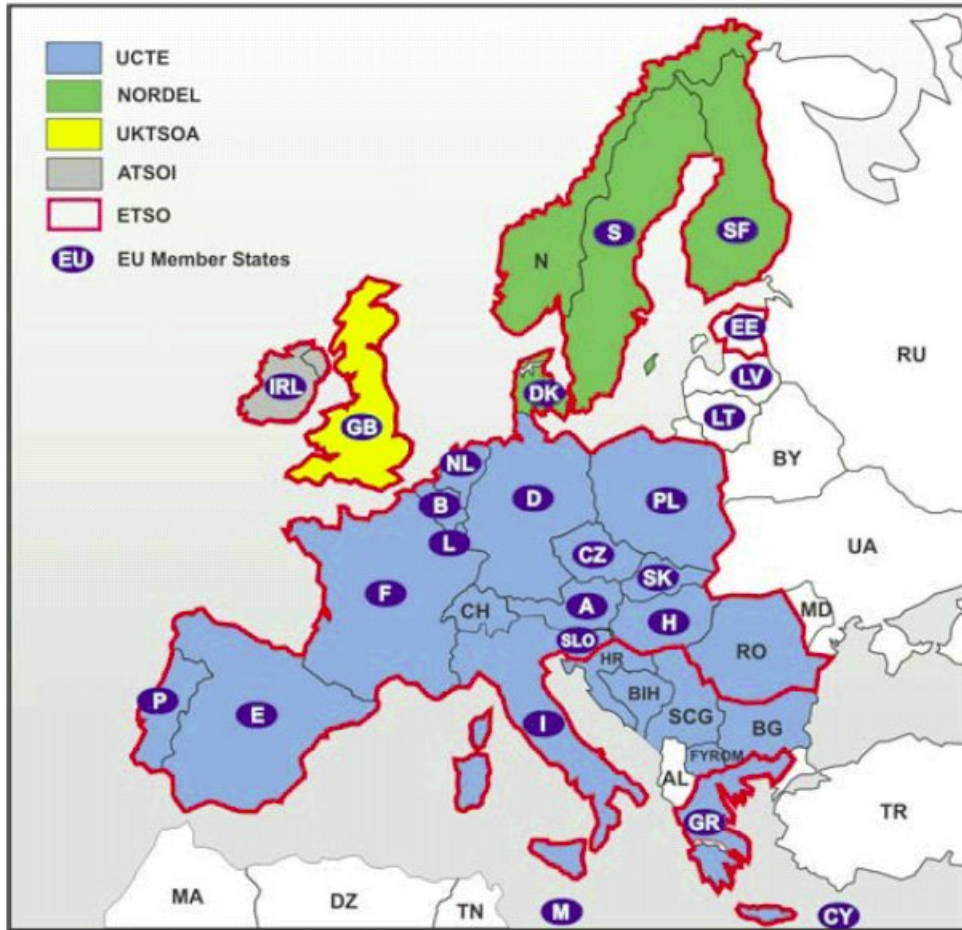 UCTE
NORDEL
UKTSOA
ATSOI
ETSO
EU EU Member States
S
SF
N
EE
RU
IRL
LV
DK
LT
GB
BY
NL
D
B
PL
L
CZ
UA
SK
F
A
CH
H
MD
SLO
RO
HR
BIH
P
E
I
SCG
BG
FYROM
AL
GR
TR
MA
DZ
TN
M
CY